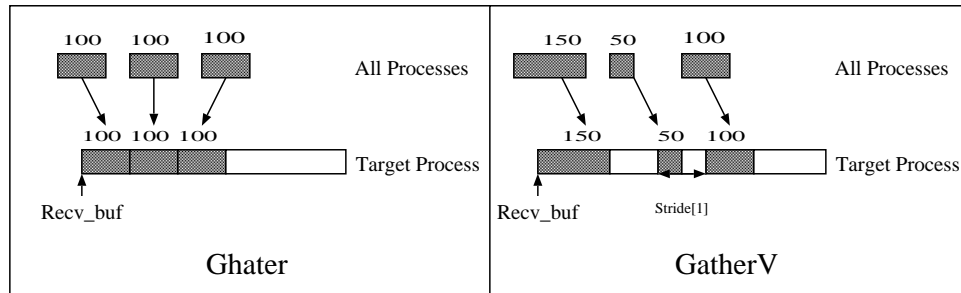 100 100 100
All Processes
100 100 100
Target Process
Recv_buf
Ghater
150 50 100
All Processes
150 50 100
Target Process
Recv_buf
Stride[1]
GatherV